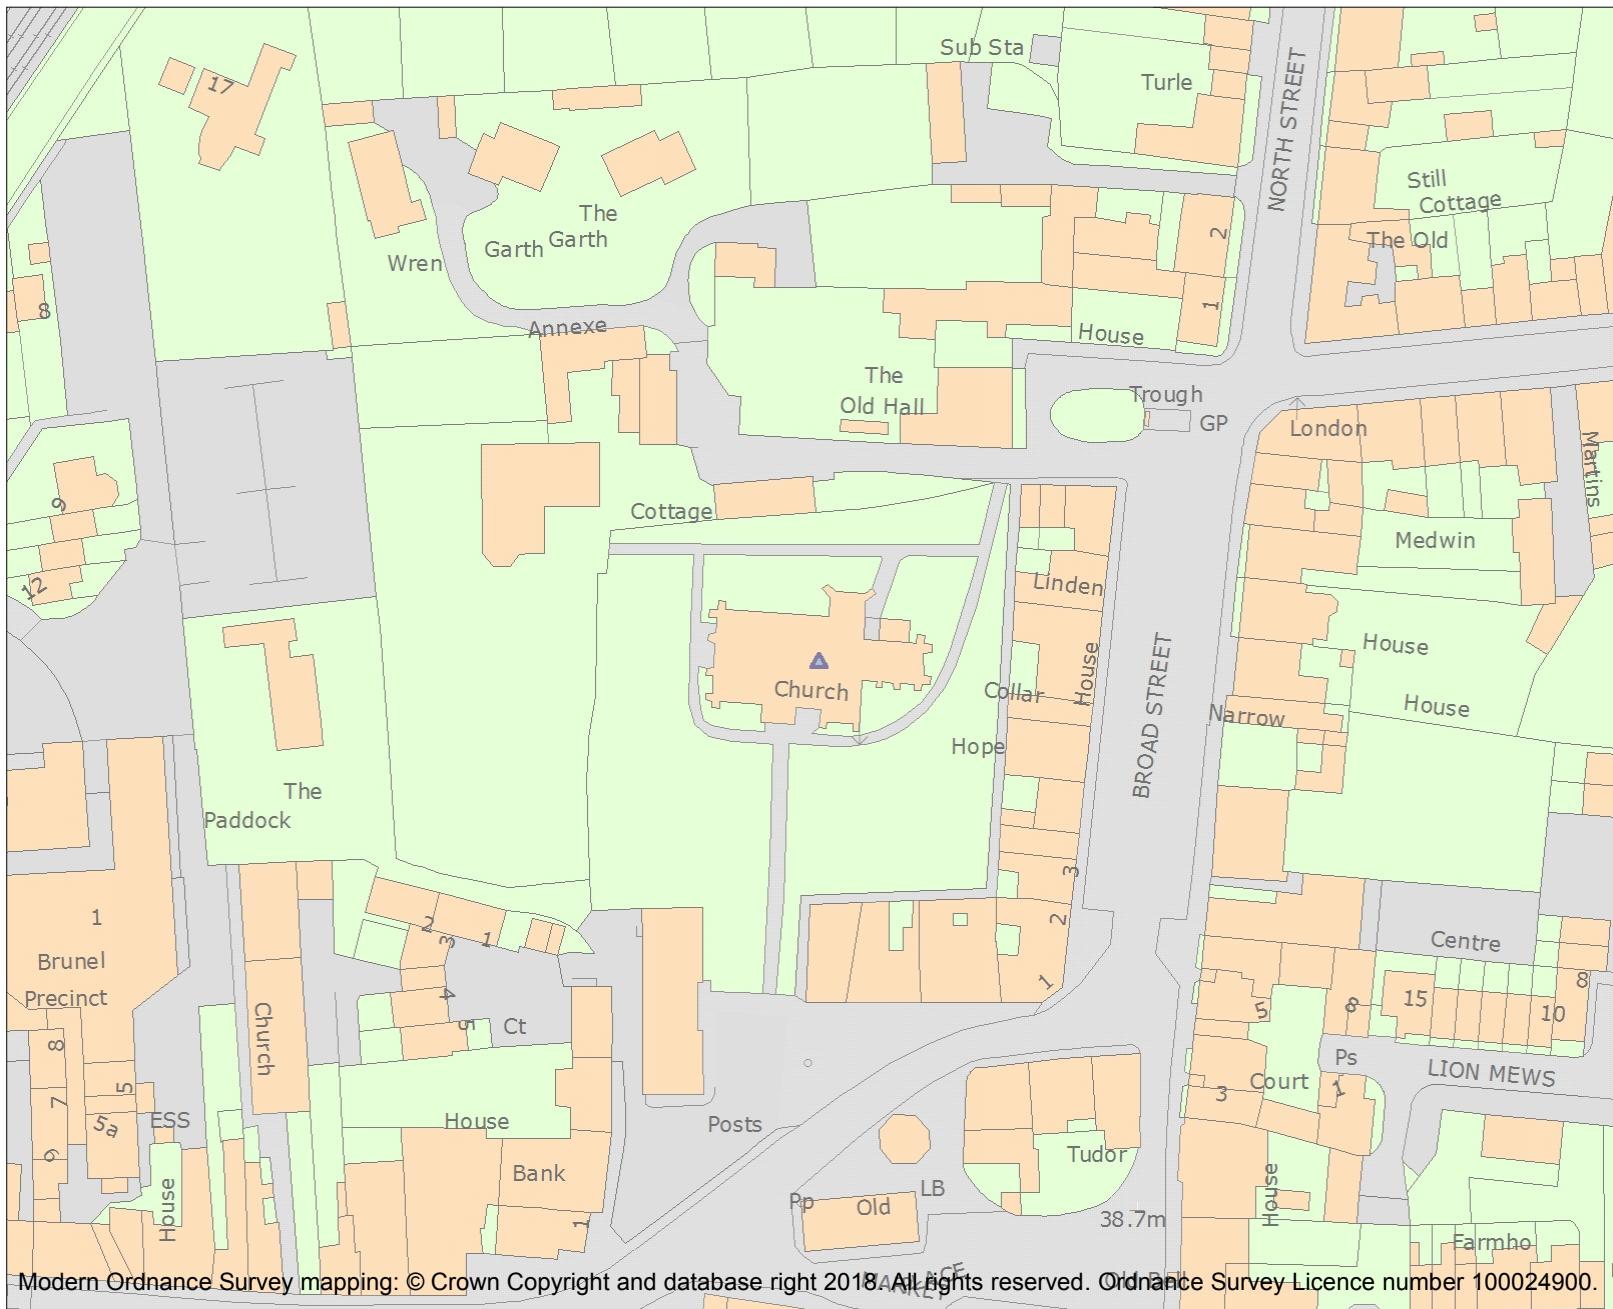 Sub Sta
17
Turle
NORTH STREET
Still
Cottage
The
Garth
Garth
The Old
Wren
2
8
1
Annexe
House
The
Old Hall
Trough
GP
London
Martins
9
Cottage
Medwin
12
Linden
House
House
Church
Collar
House
BROAD STREET
Narrow
Hope
The
Paddock
3
1
2
2
3
1
Centre
Brunel
Precinct
4
1
5
8
15
8
10
Church
5
Ct
8
Ps
LION MEWS
7
5
5a
ESS
House
Posts
3
Court
1
6
Bank
Tudor
House
Pp
Old
LB
House
1
38.7m
Farmho
MARKET
ACE
Old Bell
Modern Ordnance Survey mapping: © Crown Copyright and database right 2018. All rights reserved. Ordnance Survey Licence number 100024900.